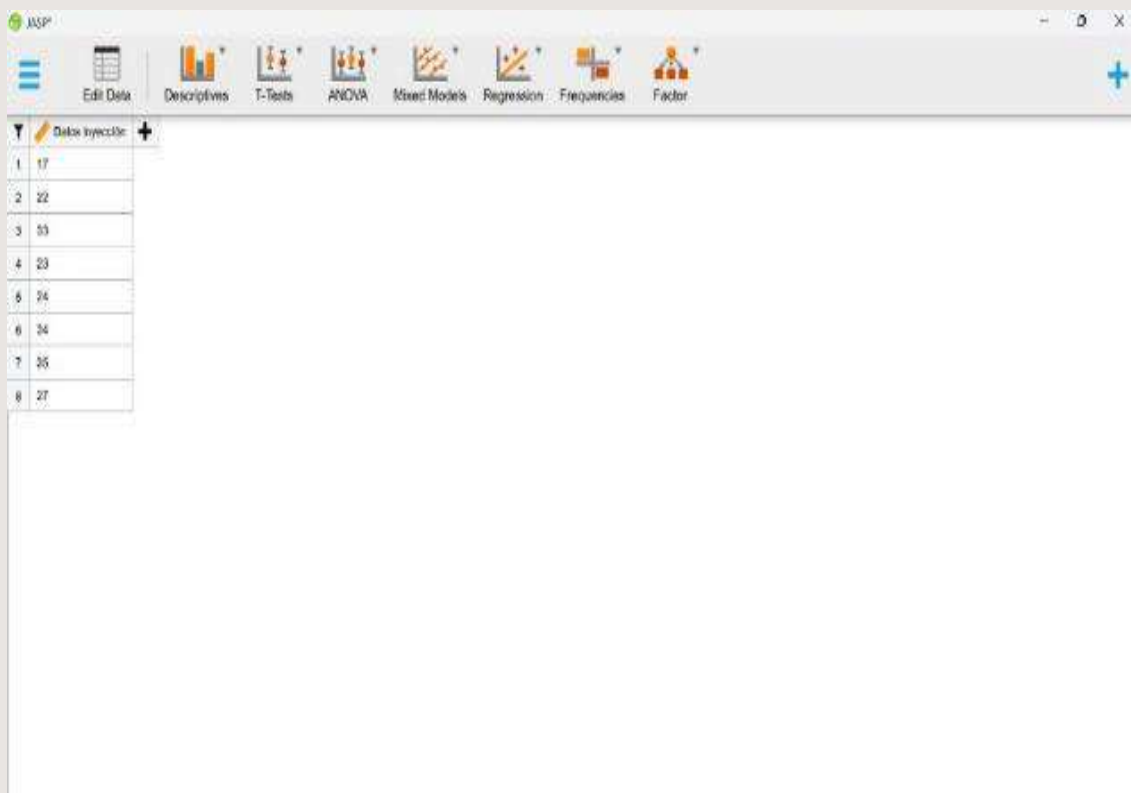 JASP*
Edit Data Descriptives T-Tests ANOVA Mixed Models Regression Frequencies Factor
Datos Inyección
1 17
2 22
3 33
4 23
5 24
6 34
7 35
8 27